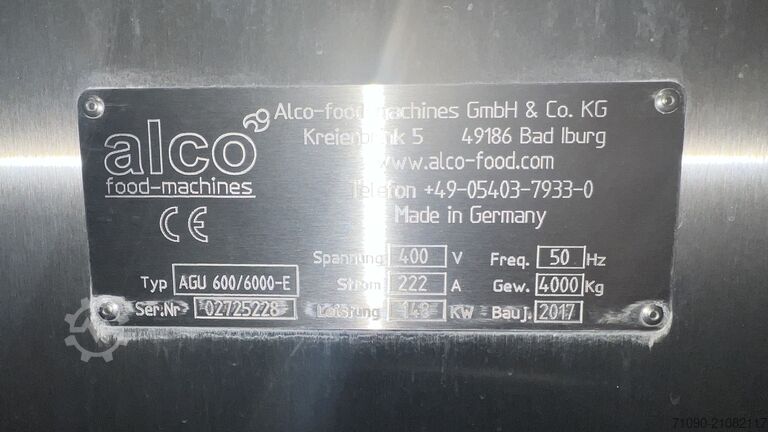 alco
food-machines
CE
Alco-food-machines GmbH & Co. KG
Kreienbrink 5 49186 Bad Iburg
www.alco-food.com
Telefon +49-05403-7933-0
Made in Germany
Spannung 400 V Freq. 50 Hz
Typ AGU 600/6000-E Strom 222 A Gew. 4000 Kg
Ser.Nr 02725228 Leistung 148 KW Bauj. 2017
71090-21082117